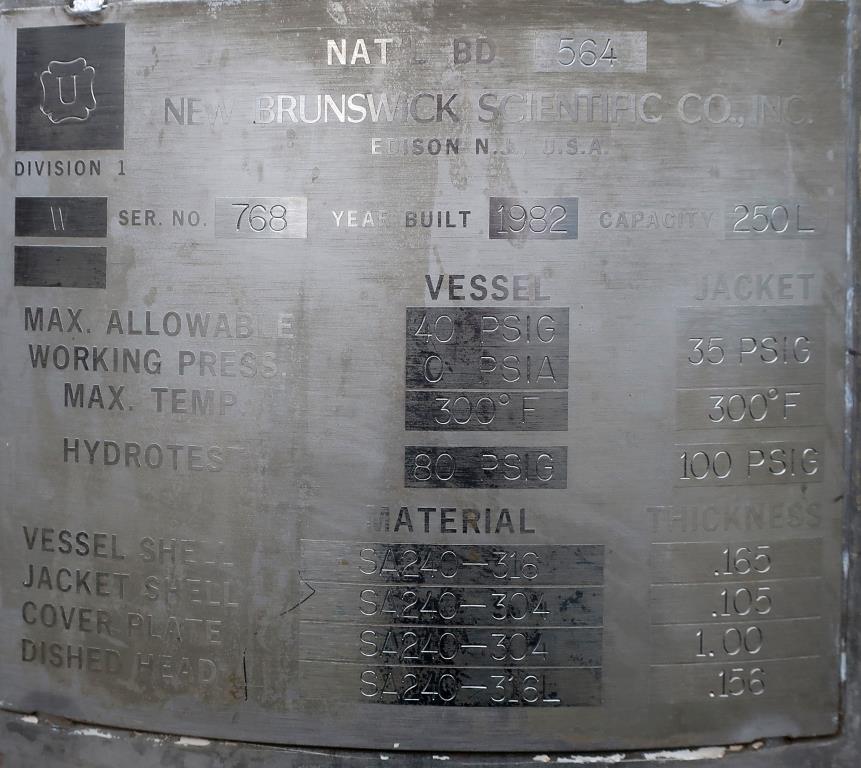 NAT'L BD 564
U
NEW BRUNSWICK SCIENTIFIC CO., INC.
EDISON N.J., U.S.A.
DIVISION 1
W SER. NO. 768 YEAR BUILT 1982 CAPACITY 250L
VESSEL JACKET
MAX. ALLOWABLE 40 PSIG
WORKING PRESS. 0 PSIA 35 PSIG
MAX. TEMP. 300°F 300°F
HYDROTEST 80 PSIG 100 PSIG
MATERIAL THICKNESS
VESSEL SHELL SA240-316 .165
JACKET SHELL SA240-304 .105
COVER PLATE SA240-304 1.00
DISHED HEAD SA240-316L .156